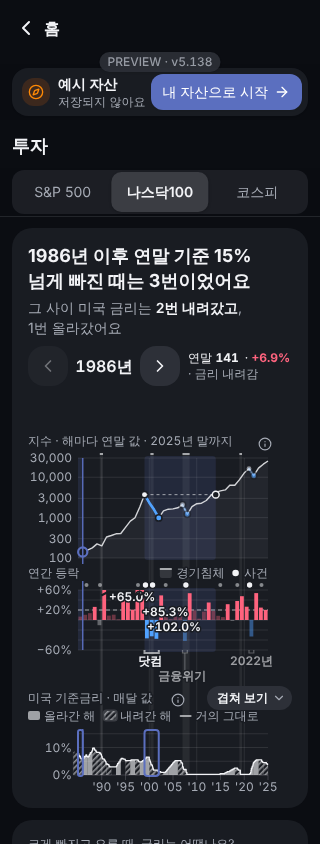 홈
PREVIEW · v5.138
예시 자산
저장되지 않아요
내 자산으로 시작 →
투자
S&P 500
나스닥100
코스피
1986년 이후 연말 기준 15%
넘게 빠진 때는 3번이었어요
그 사이 미국 금리는 2번 내려갔고,
1번 올라갔어요
1986년
연말 141 · +6.9%
· 금리 내려감
지수 · 해마다 연말 값 · 2025년 말까지
30,000
10,000
3,000
1,000
300
100
연간 등락
경기침체
사건
+60%
+20%
−60%
+65.0%
+85.3%
+102.0%
닷컴
금융위기
2022년
미국 기준금리 · 매달 값
겹쳐 보기
올라간 해
내려간 해
거의 그대로
10%
0%
'90 '95 '00 '05 '10 '15 '20 '25